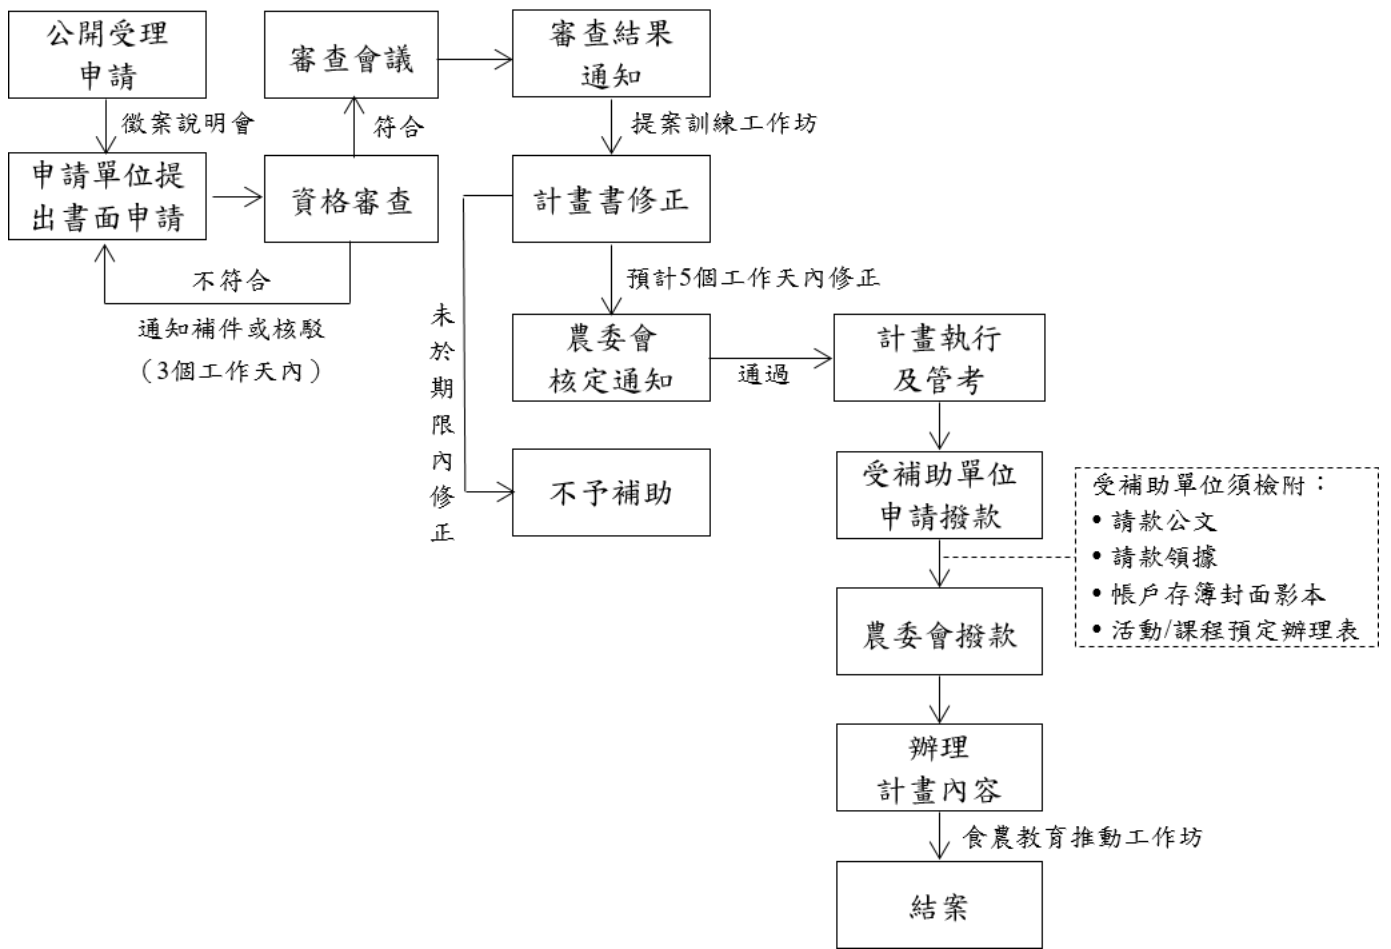 公開受理
申請
徵案說明會
申請單位提
出書面申請
資格審查
不符合
通知補件或核駁
（3個工作天內）
符合
審查會議
審查結果
通知
提案訓練工作坊
計畫書修正
未於期限內修正
不予補助
預計5個工作天內修正
農委會
核定通知
通過
計畫執行
及管考
受補助單位
申請撥款
受補助單位須檢附：
• 請款公文
• 請款領據
• 帳戶存簿封面影本
• 活動/課程預定辦理表
農委會撥款
辦理
計畫內容
食農教育推動工作坊
結案